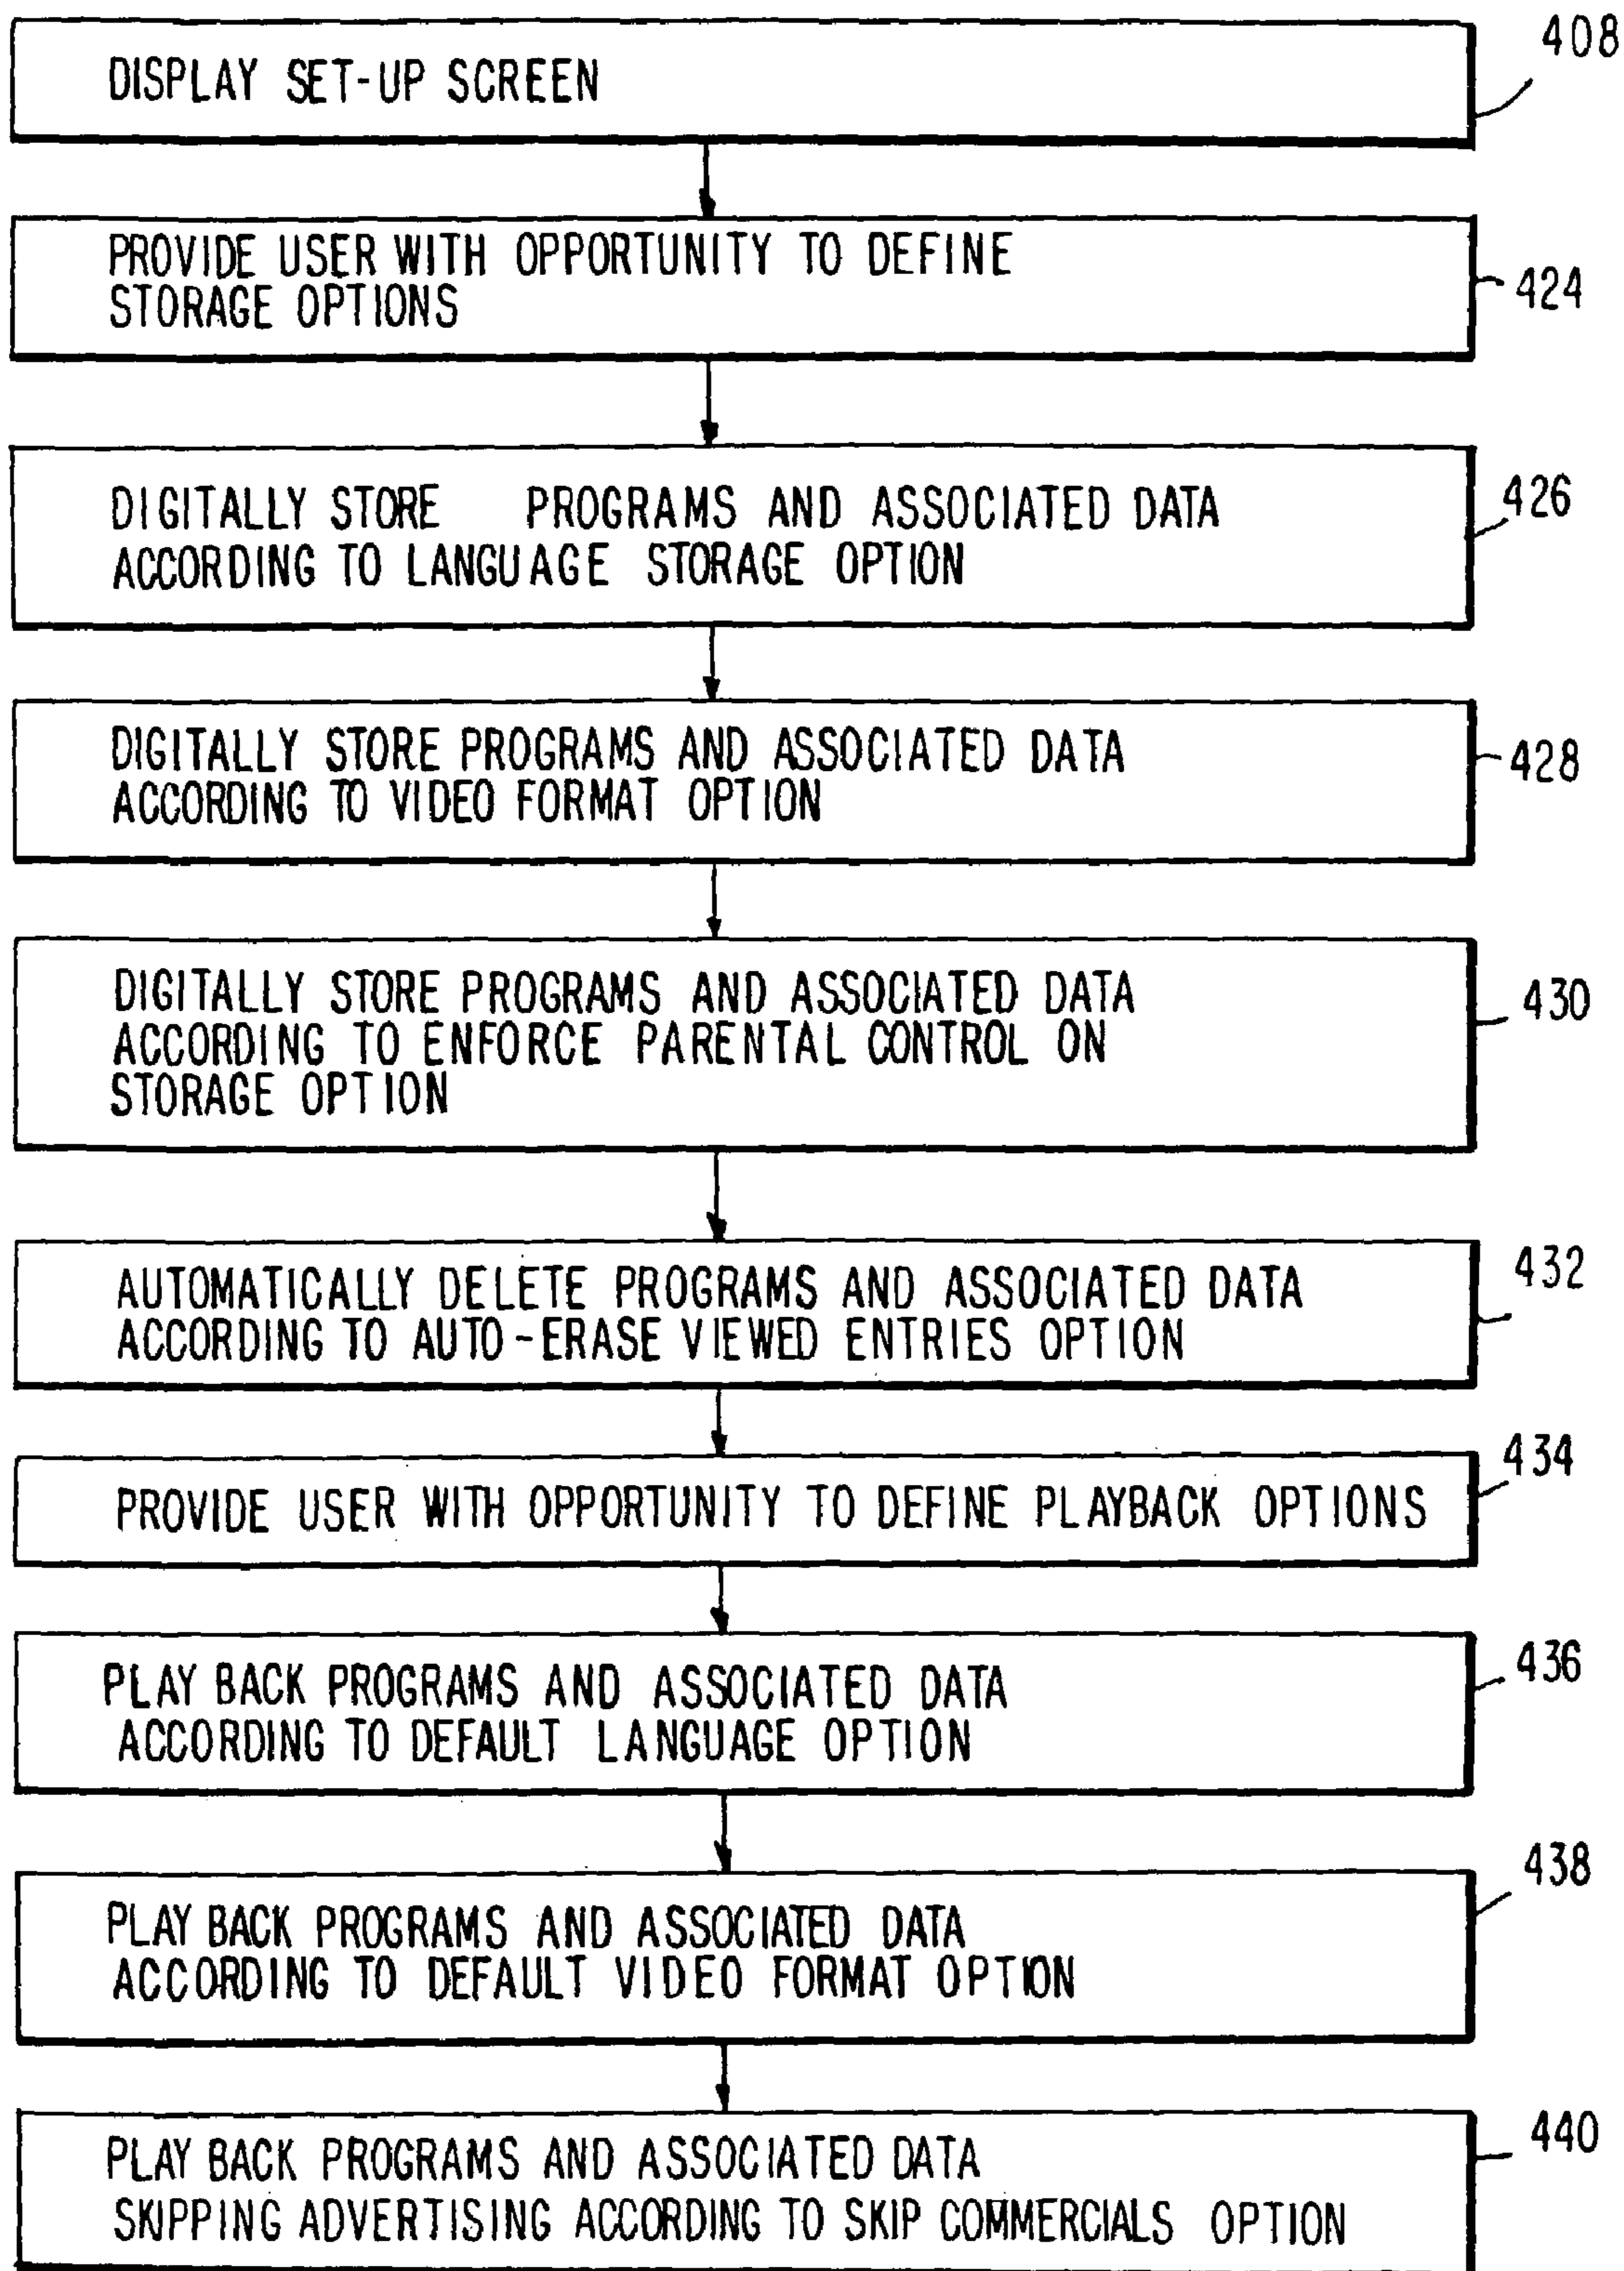 408
DISPLAY SET-UP SCREEN
PROVIDE USER WITH OPPORTUNITY TO DEFINE
STORAGE OPTIONS
424
DIGITALLY STORE PROGRAMS AND ASSOCIATED DATA
ACCORDING TO LANGUAGE STORAGE OPTION
426
DIGITALLY STORE PROGRAMS AND ASSOCIATED DATA
ACCORDING TO VIDEO FORMAT OPTION
428
DIGITALLY STORE PROGRAMS AND ASSOCIATED DATA
ACCORDING TO ENFORCE PARENTAL CONTROL ON
STORAGE OPTION
430
AUTOMATICALLY DELETE PROGRAMS AND ASSOCIATED DATA
ACCORDING TO AUTO-ERASE VIEWED ENTRIES OPTION
432
PROVIDE USER WITH OPPORTUNITY TO DEFINE PLAYBACK OPTIONS
434
PLAY BACK PROGRAMS AND ASSOCIATED DATA
ACCORDING TO DEFAULT LANGUAGE OPTION
436
PLAY BACK PROGRAMS AND ASSOCIATED DATA
ACCORDING TO DEFAULT VIDEO FORMAT OPTION
438
PLAY BACK PROGRAMS AND ASSOCIATED DATA
SKIPPING ADVERTISING ACCORDING TO SKIP COMMERCIALS OPTION
440